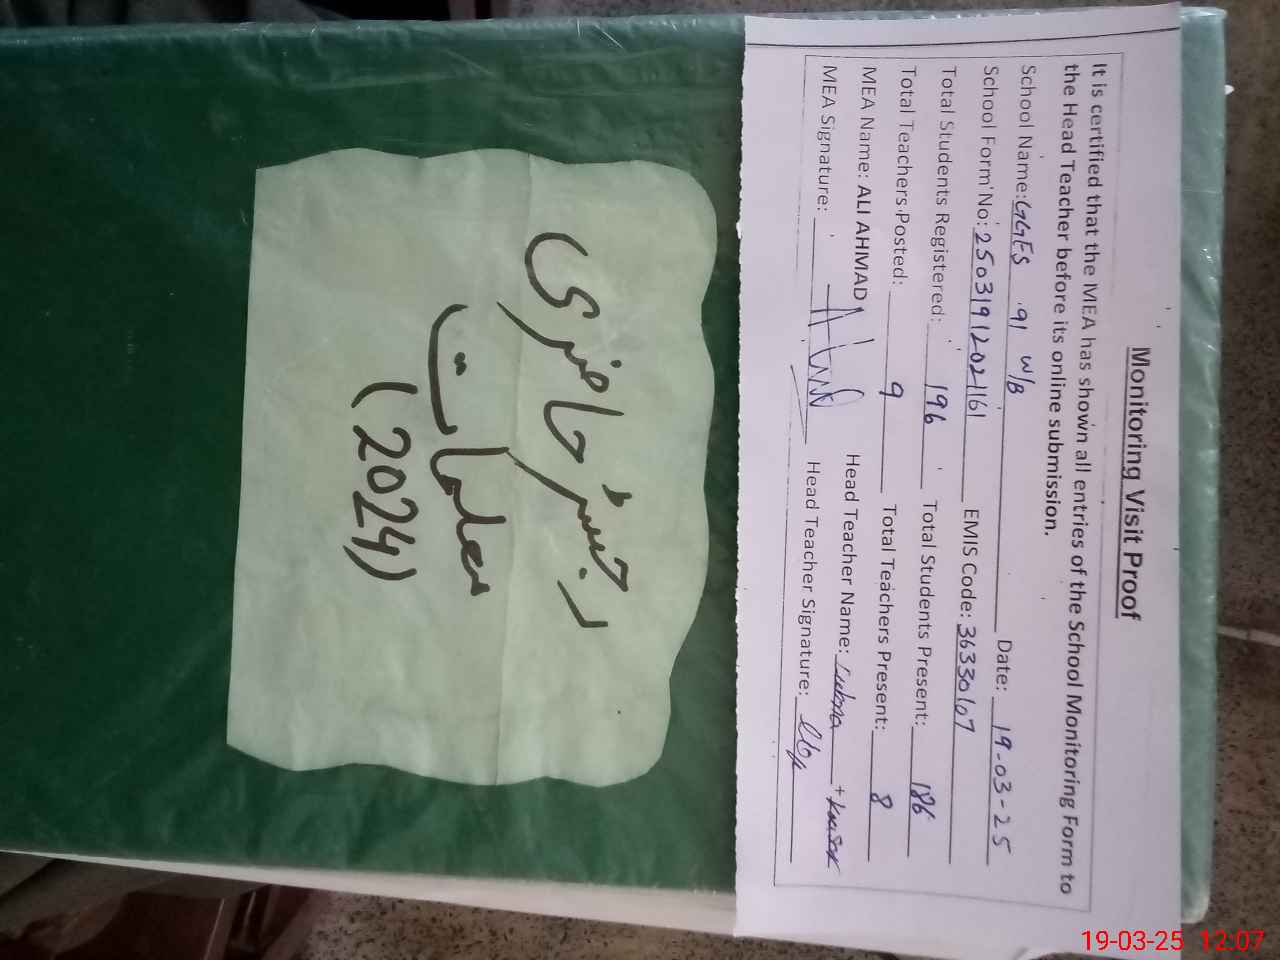 Monitoring Visit Proof
It is certified that the MEA has shown all entries of the School Monitoring Form to
the Head Teacher before its online submission.
School Name: GGES 91 W/B Date: 19-03-25
School Form No: 25031912021161 EMIS Code: 36330107
Total Students Registered: 196 Total Students Present: 186
Total Teachers Posted: 9 Total Teachers Present: 8
MEA Name: ALI AHMAD Head Teacher Name: Lubna Kausar
MEA Signature: Head Teacher Signature:
رجسٹر حاضری
معلمات
(2024)
19-03-25 12:07